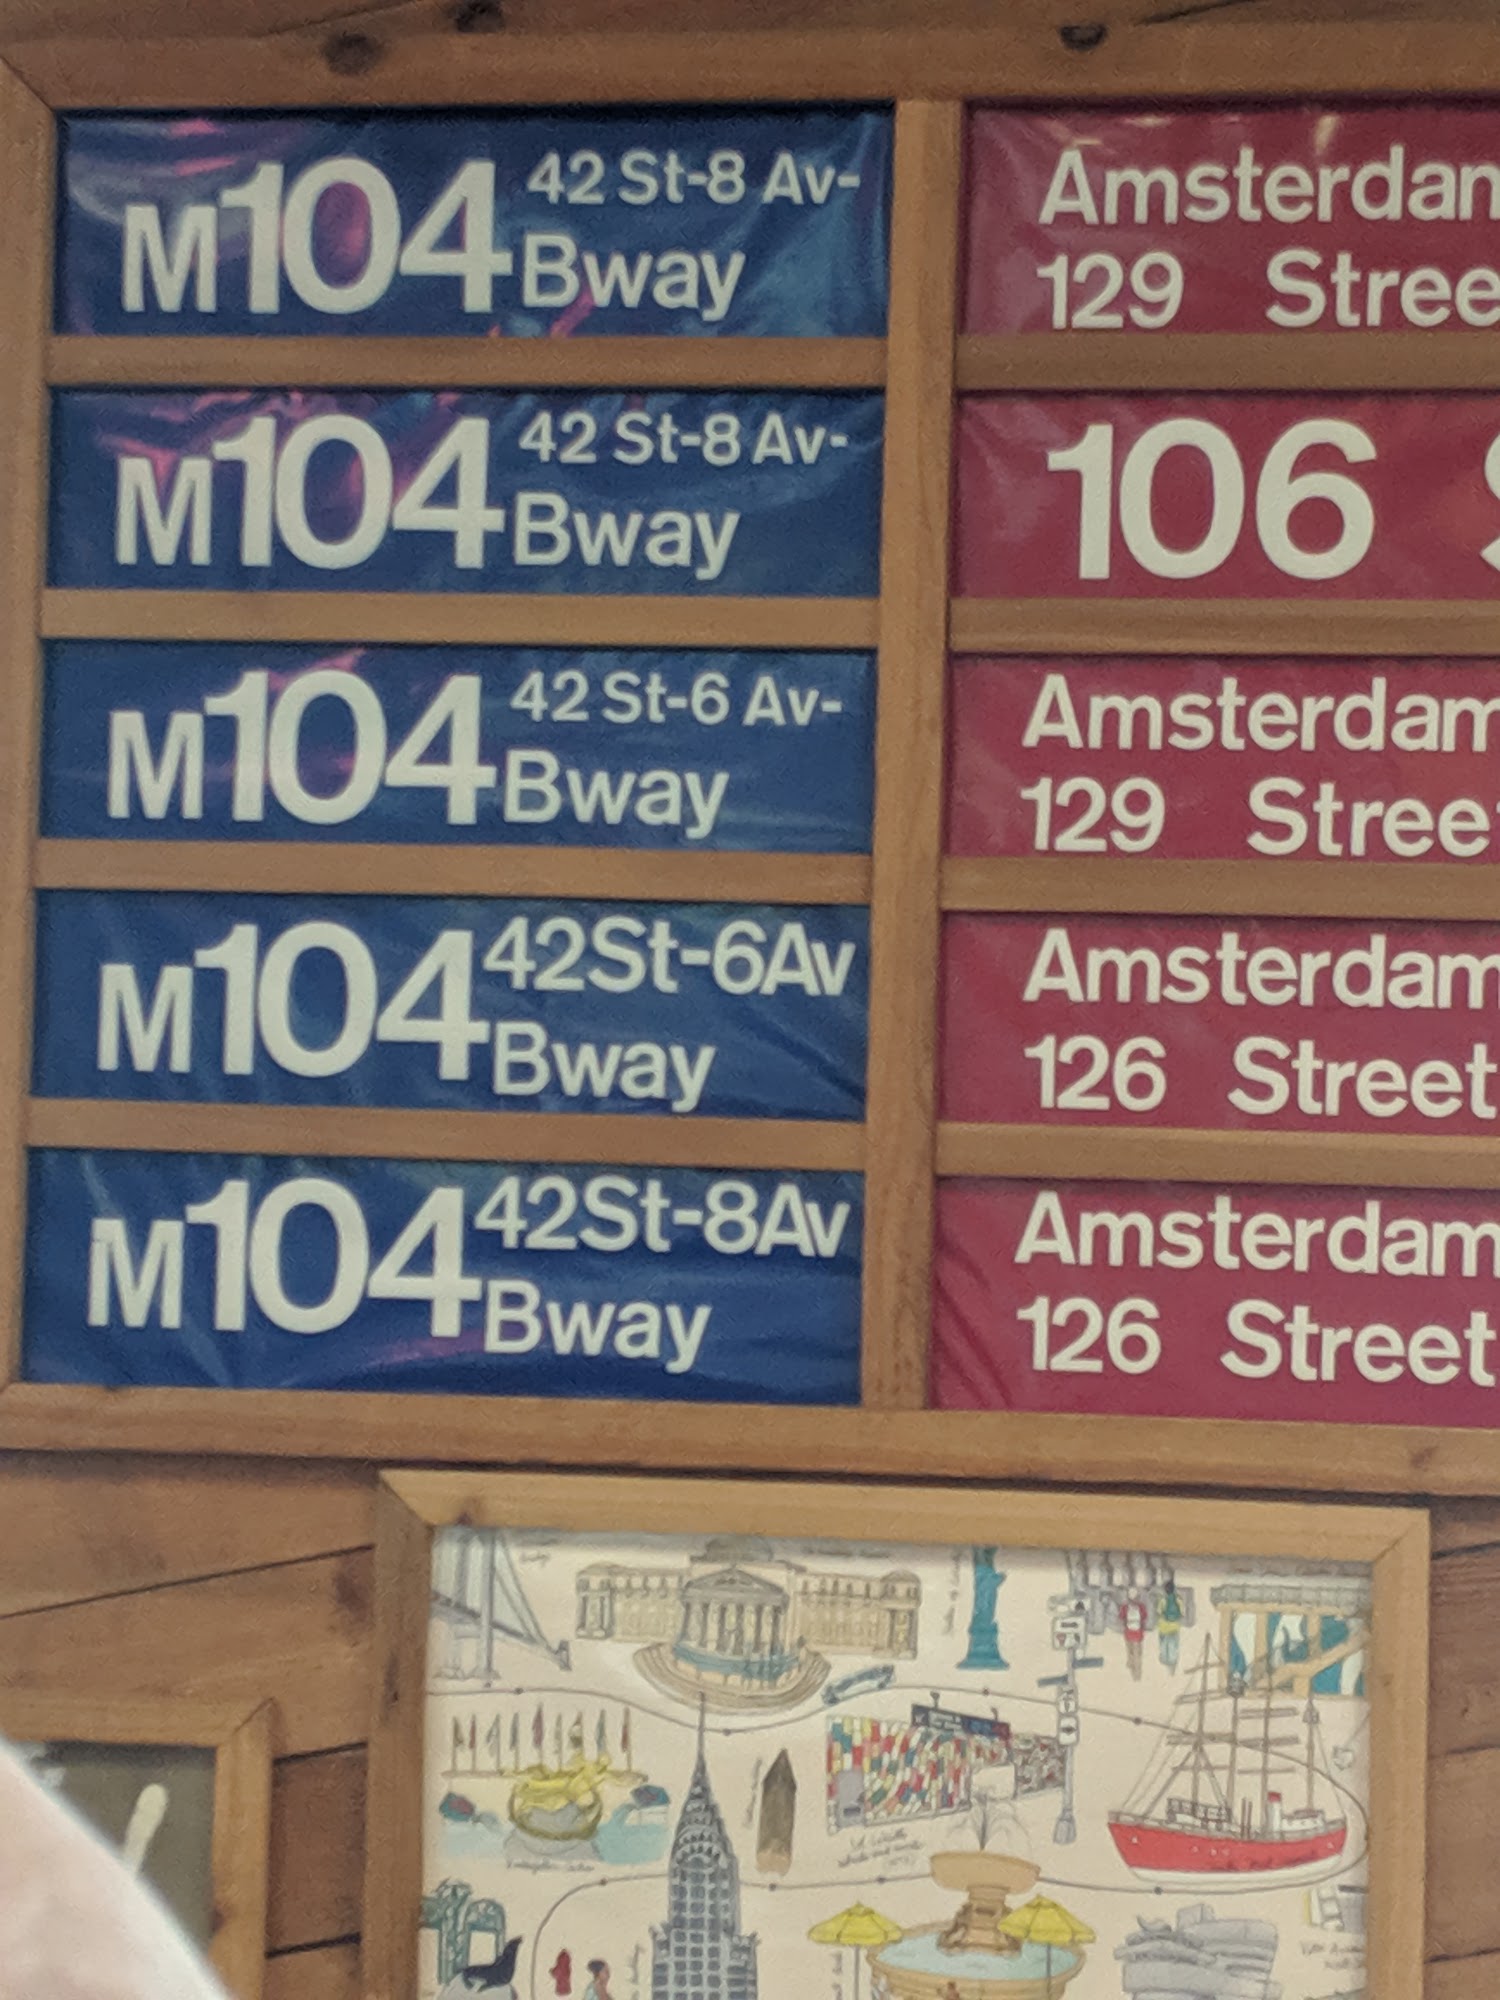 M104 42 St-8 Av-
Bway
Amsterdam
129 Stree
M104 42 St-8 Av-
Bway
106
M104 42 St-6 Av-
Bway
Amsterdam
129 Street
M104 42St-6Av
Bway
Amsterdam
126 Street
M104 42St-8Av
Bway
Amsterdam
126 Street